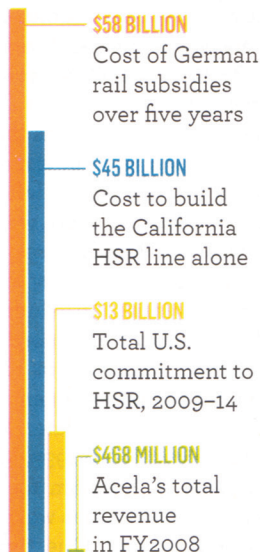 $58 BILLION
Cost of German
rail subsidies
over five years
$45 BILLION
Cost to build
the California
HSR line alone
$13 BILLION
Total U.S.
commitment to
HSR, 2009–14
$468 MILLION
Acela's total
revenue
in FY2008